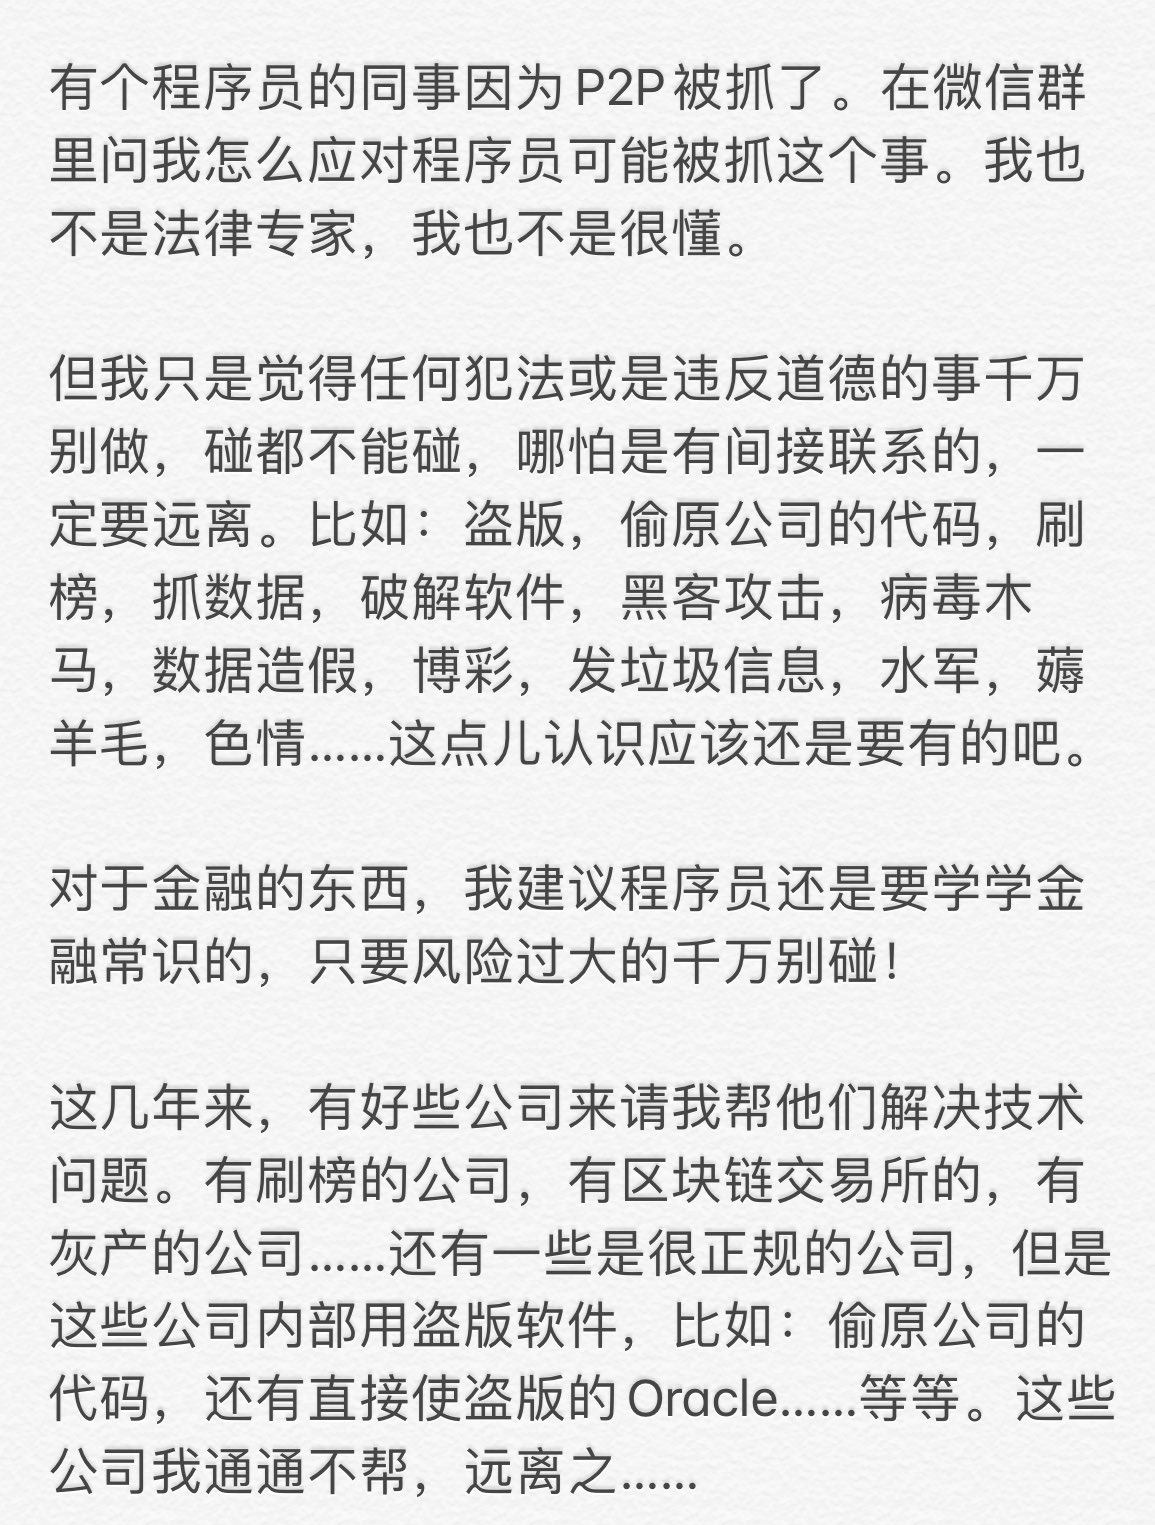 有个程序员的同事因为 P2P 被抓了。在微信群
里问我怎么应对程序员可能被抓这个事。我也
不是法律专家，我也不是很懂。
但我只是觉得任何犯法或是违反道德的事千万
别做，碰都不能碰，哪怕是有间接联系的，一
定要远离。比如：盗版，偷原公司的代码，刷
榜，抓数据，破解软件，黑客攻击，病毒木
马，数据造假，博彩，发垃圾信息，水军，薅
羊毛，色情……这点儿认识应该还是要有的吧。
对于金融的东西，我建议程序员还是要学学金
融常识的，只要风险过大的千万别碰！
这几年来，有好些公司来请我帮他们解决技术
问题。有刷榜的公司，有区块链交易所的，有
灰产的公司……还有一些是很正规的公司，但是
这些公司内部用盗版软件，比如：偷原公司的
代码，还有直接使盗版的 Oracle……等等。这些
公司我通通不帮，远离之……